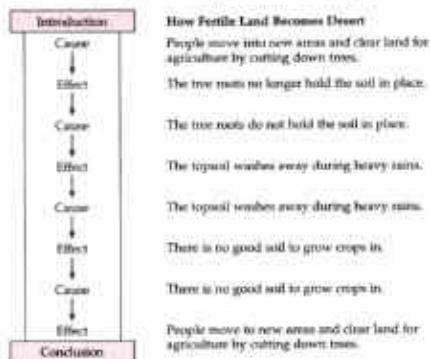 Introduction
How Fertile Land Becomes Desert
Cause
People move into new areas and clear land for
agriculture by cutting down trees.
Effect
The tree roots no longer hold the soil in place.
Cause
The tree roots do not hold the soil in place.
Effect
The topsoil washes away during heavy rains.
Cause
The topsoil washes away during heavy rains.
Effect
There is no good soil to grow crops in.
Cause
There is no good soil to grow crops in.
Effect
People move to new areas and clear land for
agriculture by cutting down trees.
Conclusion